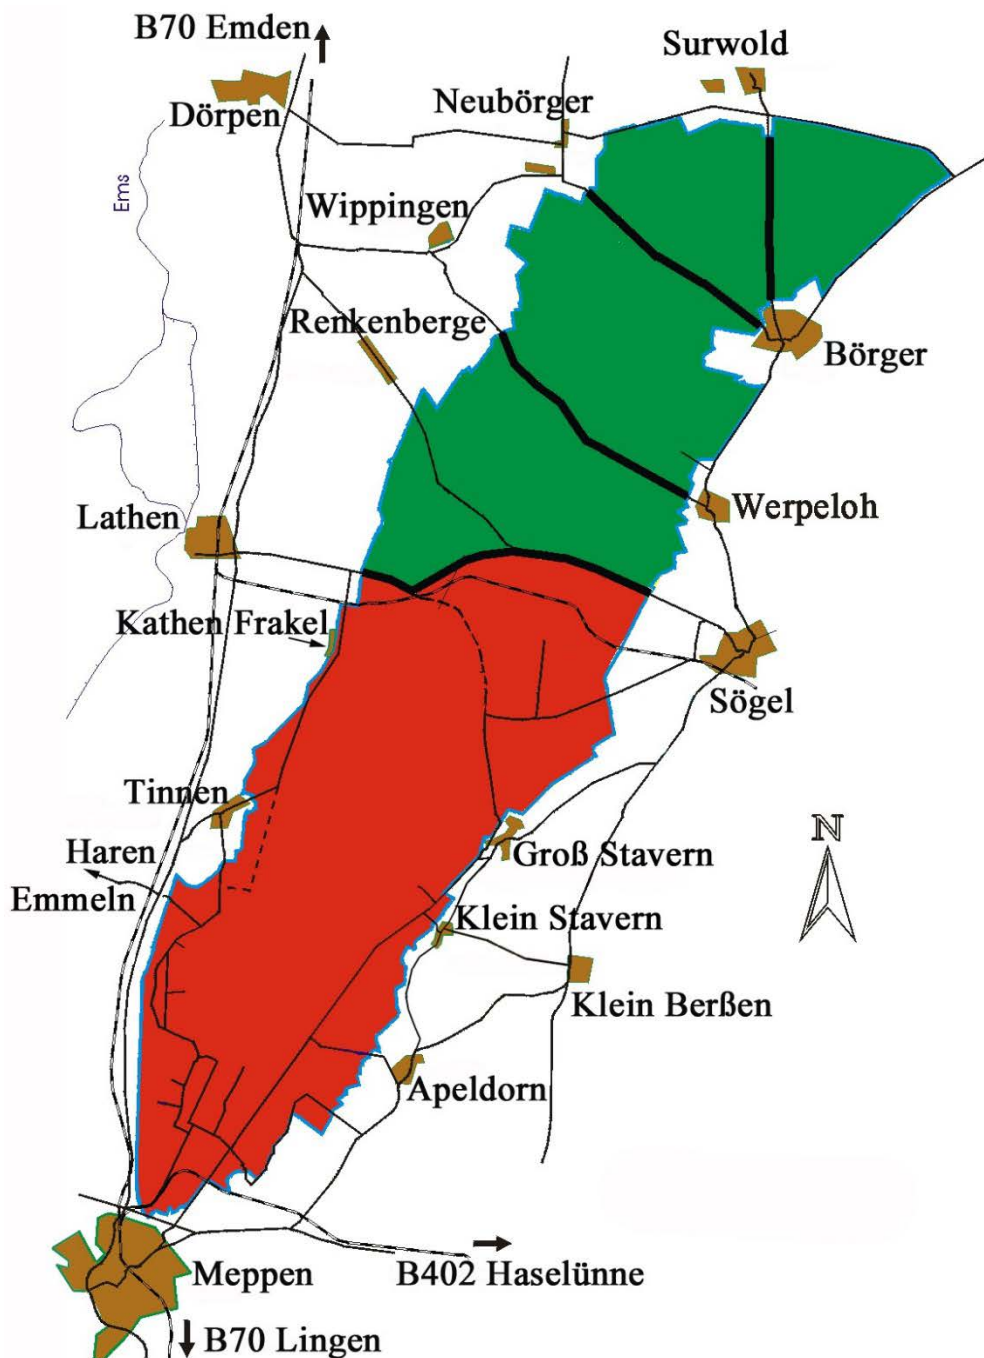 B70 Emden
Surwold
Neubörger
Dörpen
Ems
Wippingen
Renkenberge
Börger
Werpeloh
Lathen
Kathen Frakel
Sögel
Tinnen
N
Haren
Groß Stavern
Emmeln
Klein Stavern
Klein Berßen
Apeldorn
Meppen
B402 Haselünne
B70 Lingen